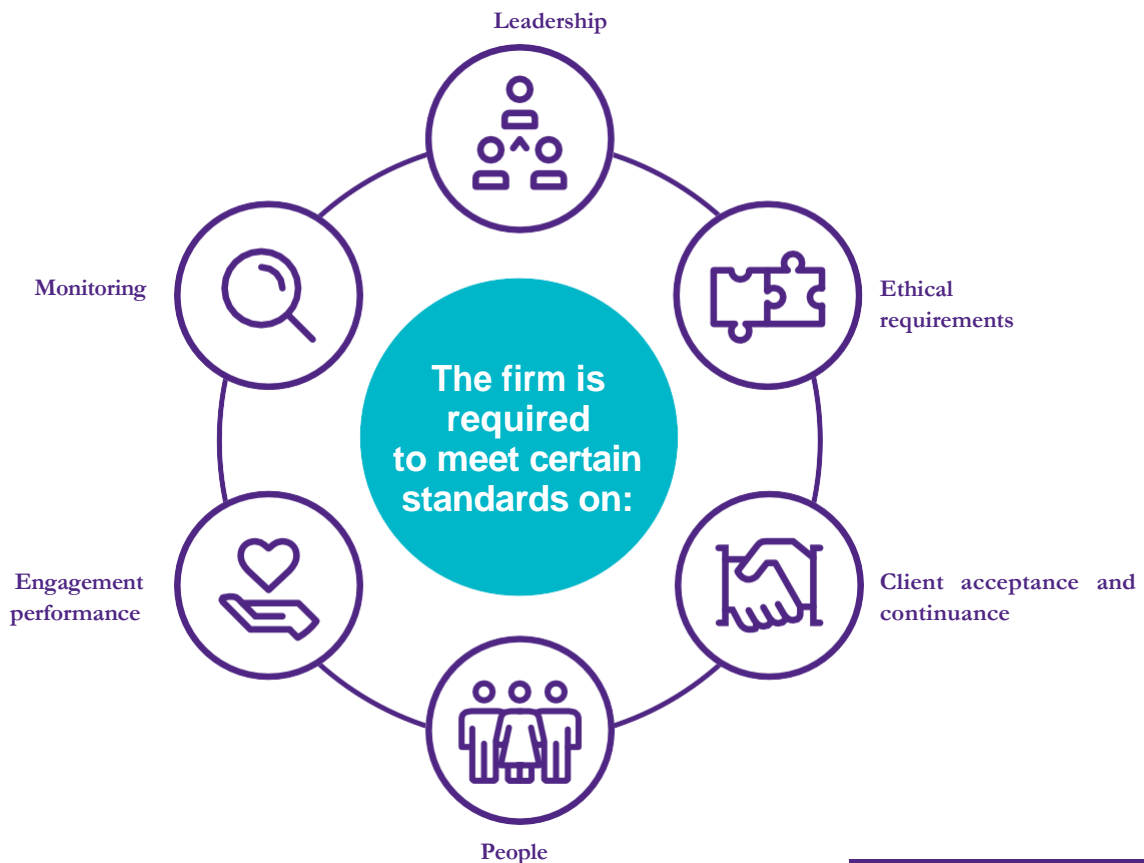 Leadership
Monitoring
Ethical
requirements
The firm is
required
to meet certain
standards on:
Engagement
performance
Client acceptance and
continuance
People